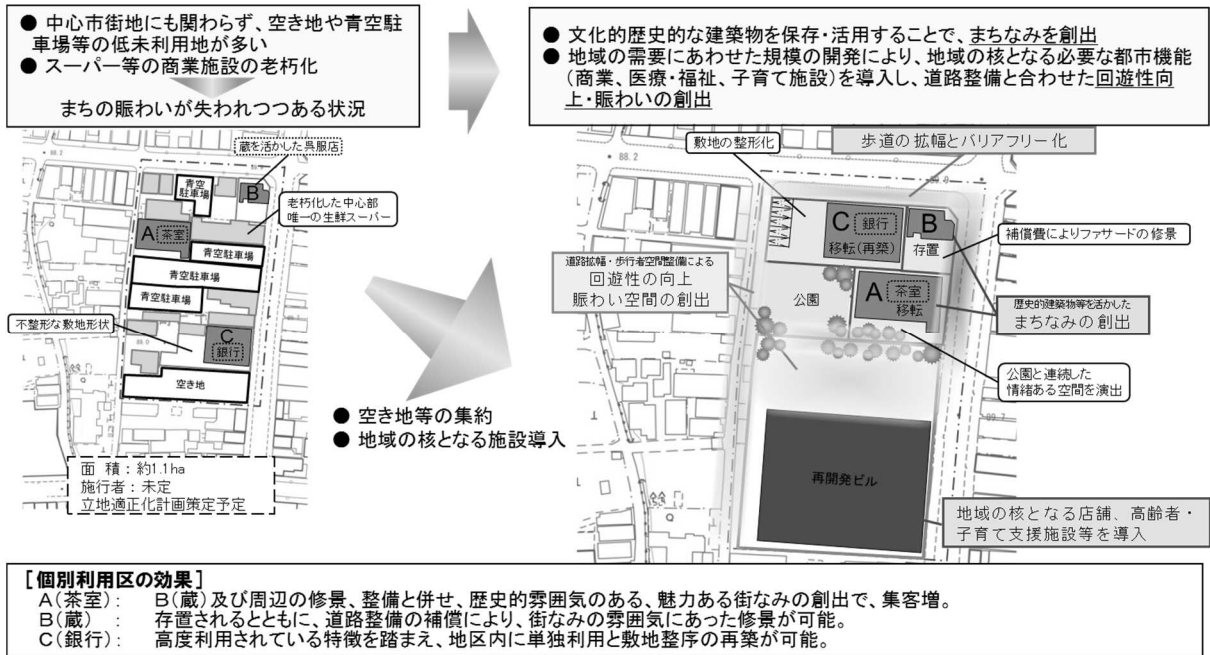 ● 中心市街地にも関わらず、空き地や青空駐
車場等の低未利用地が多い
● スーパー等の商業施設の老朽化
まちの賑わいが失われつつある状況
● 文化的歴史的な建築物を保存・活用することで、まちなみを創出
● 地域の需要にあわせた規模の開発により、地域の核となる必要な都市機能
(商業、医療・福祉、子育て施設)を導入し、道路整備と合わせた回遊性向
上・賑わいの創出
蔵を活かした呉服店
88.2
青空
駐車場
B
老朽化した中心部
唯一の生鮮スーパー
A 茶室
青空駐車場
青空駐車場
青空駐車場
不整形な敷地形状
88.0
C
銀行
空き地
面 積:約1.1ha
施行者:未定
立地適正化計画策定予定
● 空き地等の集約
● 地域の核となる施設導入
敷地の整形化
歩道の拡幅とバリアフリー化
88.2
C 銀行
移転(再築)
B
存置
補償費によりファサードの修景
道路拡幅・歩行者空間整備による
回遊性の向上
賑わい空間の創出
公園
A 茶室
移転
歴史的建築物等を活かした
まちなみの創出
公園と連続した
情緒ある空間を演出
89.7
再開発ビル
地域の核となる店舗、高齢者・
子育て支援施設等を導入
[個別利用区の効果]
A(茶室): B(蔵)及び周辺の修景、整備と併せ、歴史的雰囲気のある、魅力ある街なみの創出で、集客増。
B(蔵): 存置されるとともに、道路整備の補償により、街なみの雰囲気にあった修景が可能。
C(銀行): 高度利用されている特徴を踏まえ、地区内に単独利用と敷地整序の再築が可能。